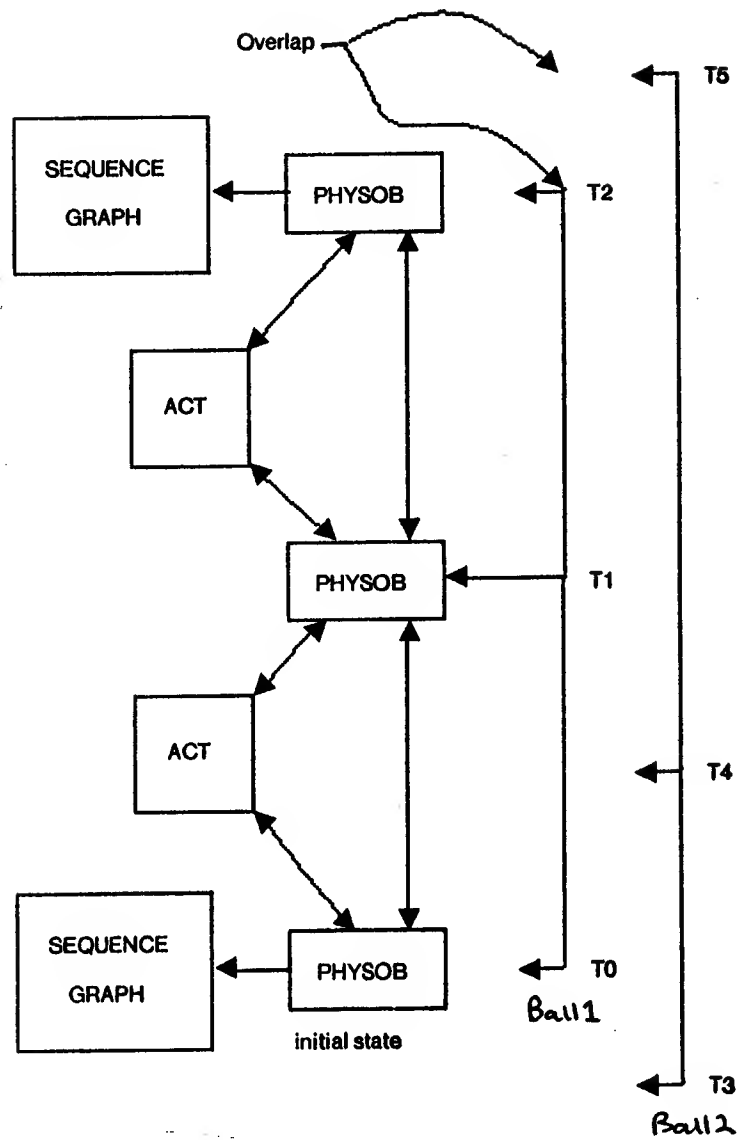 Overlap
T5
SEQUENCE
GRAPH
PHYSOB
T2
ACT
PHYSOB
T1
ACT
T4
SEQUENCE
GRAPH
PHYSOB
T0
Ball1
initial state
T3
Ball2